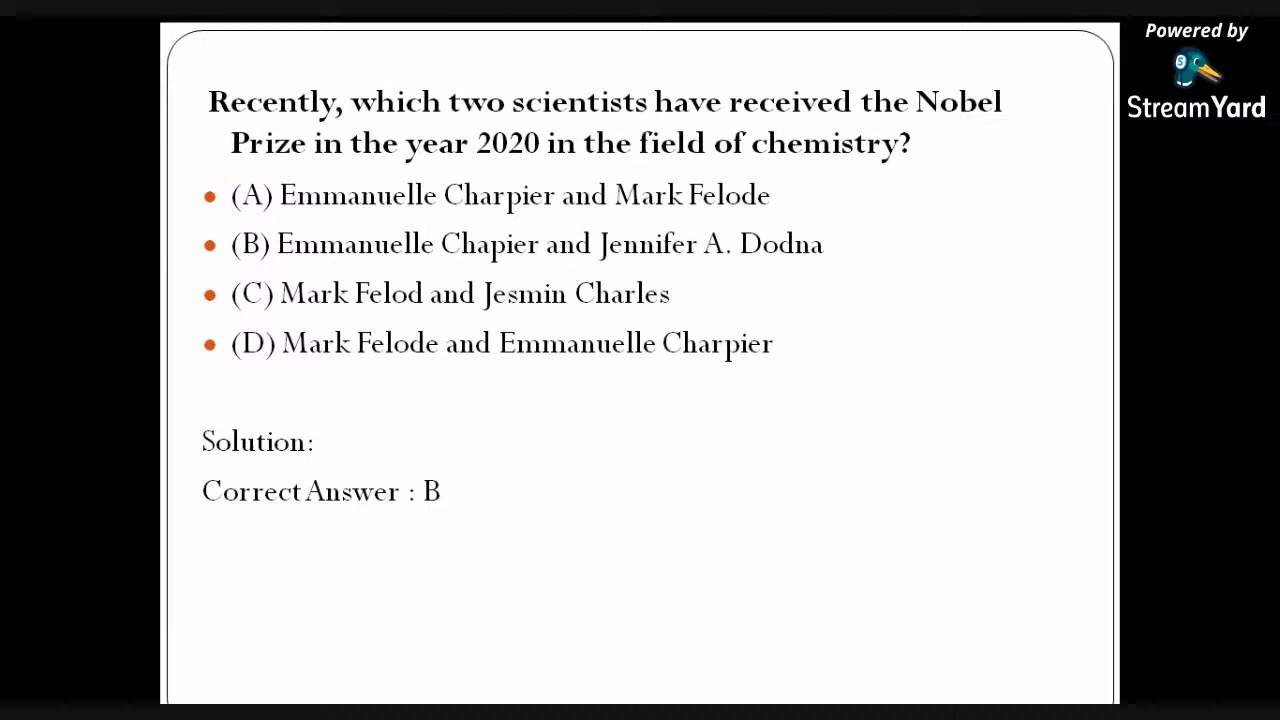 Powered by
StreamYard
Recently, which two scientists have received the Nobel
Prize in the year 2020 in the field of chemistry?
• (A) Emmanuelle Charpier and Mark Felode
• (B) Emmanuelle Chapier and Jennifer A. Dodna
• (C) Mark Felod and Jesmin Charles
• (D) Mark Felode and Emmanuelle Charpier
Solution:
Correct Answer : B